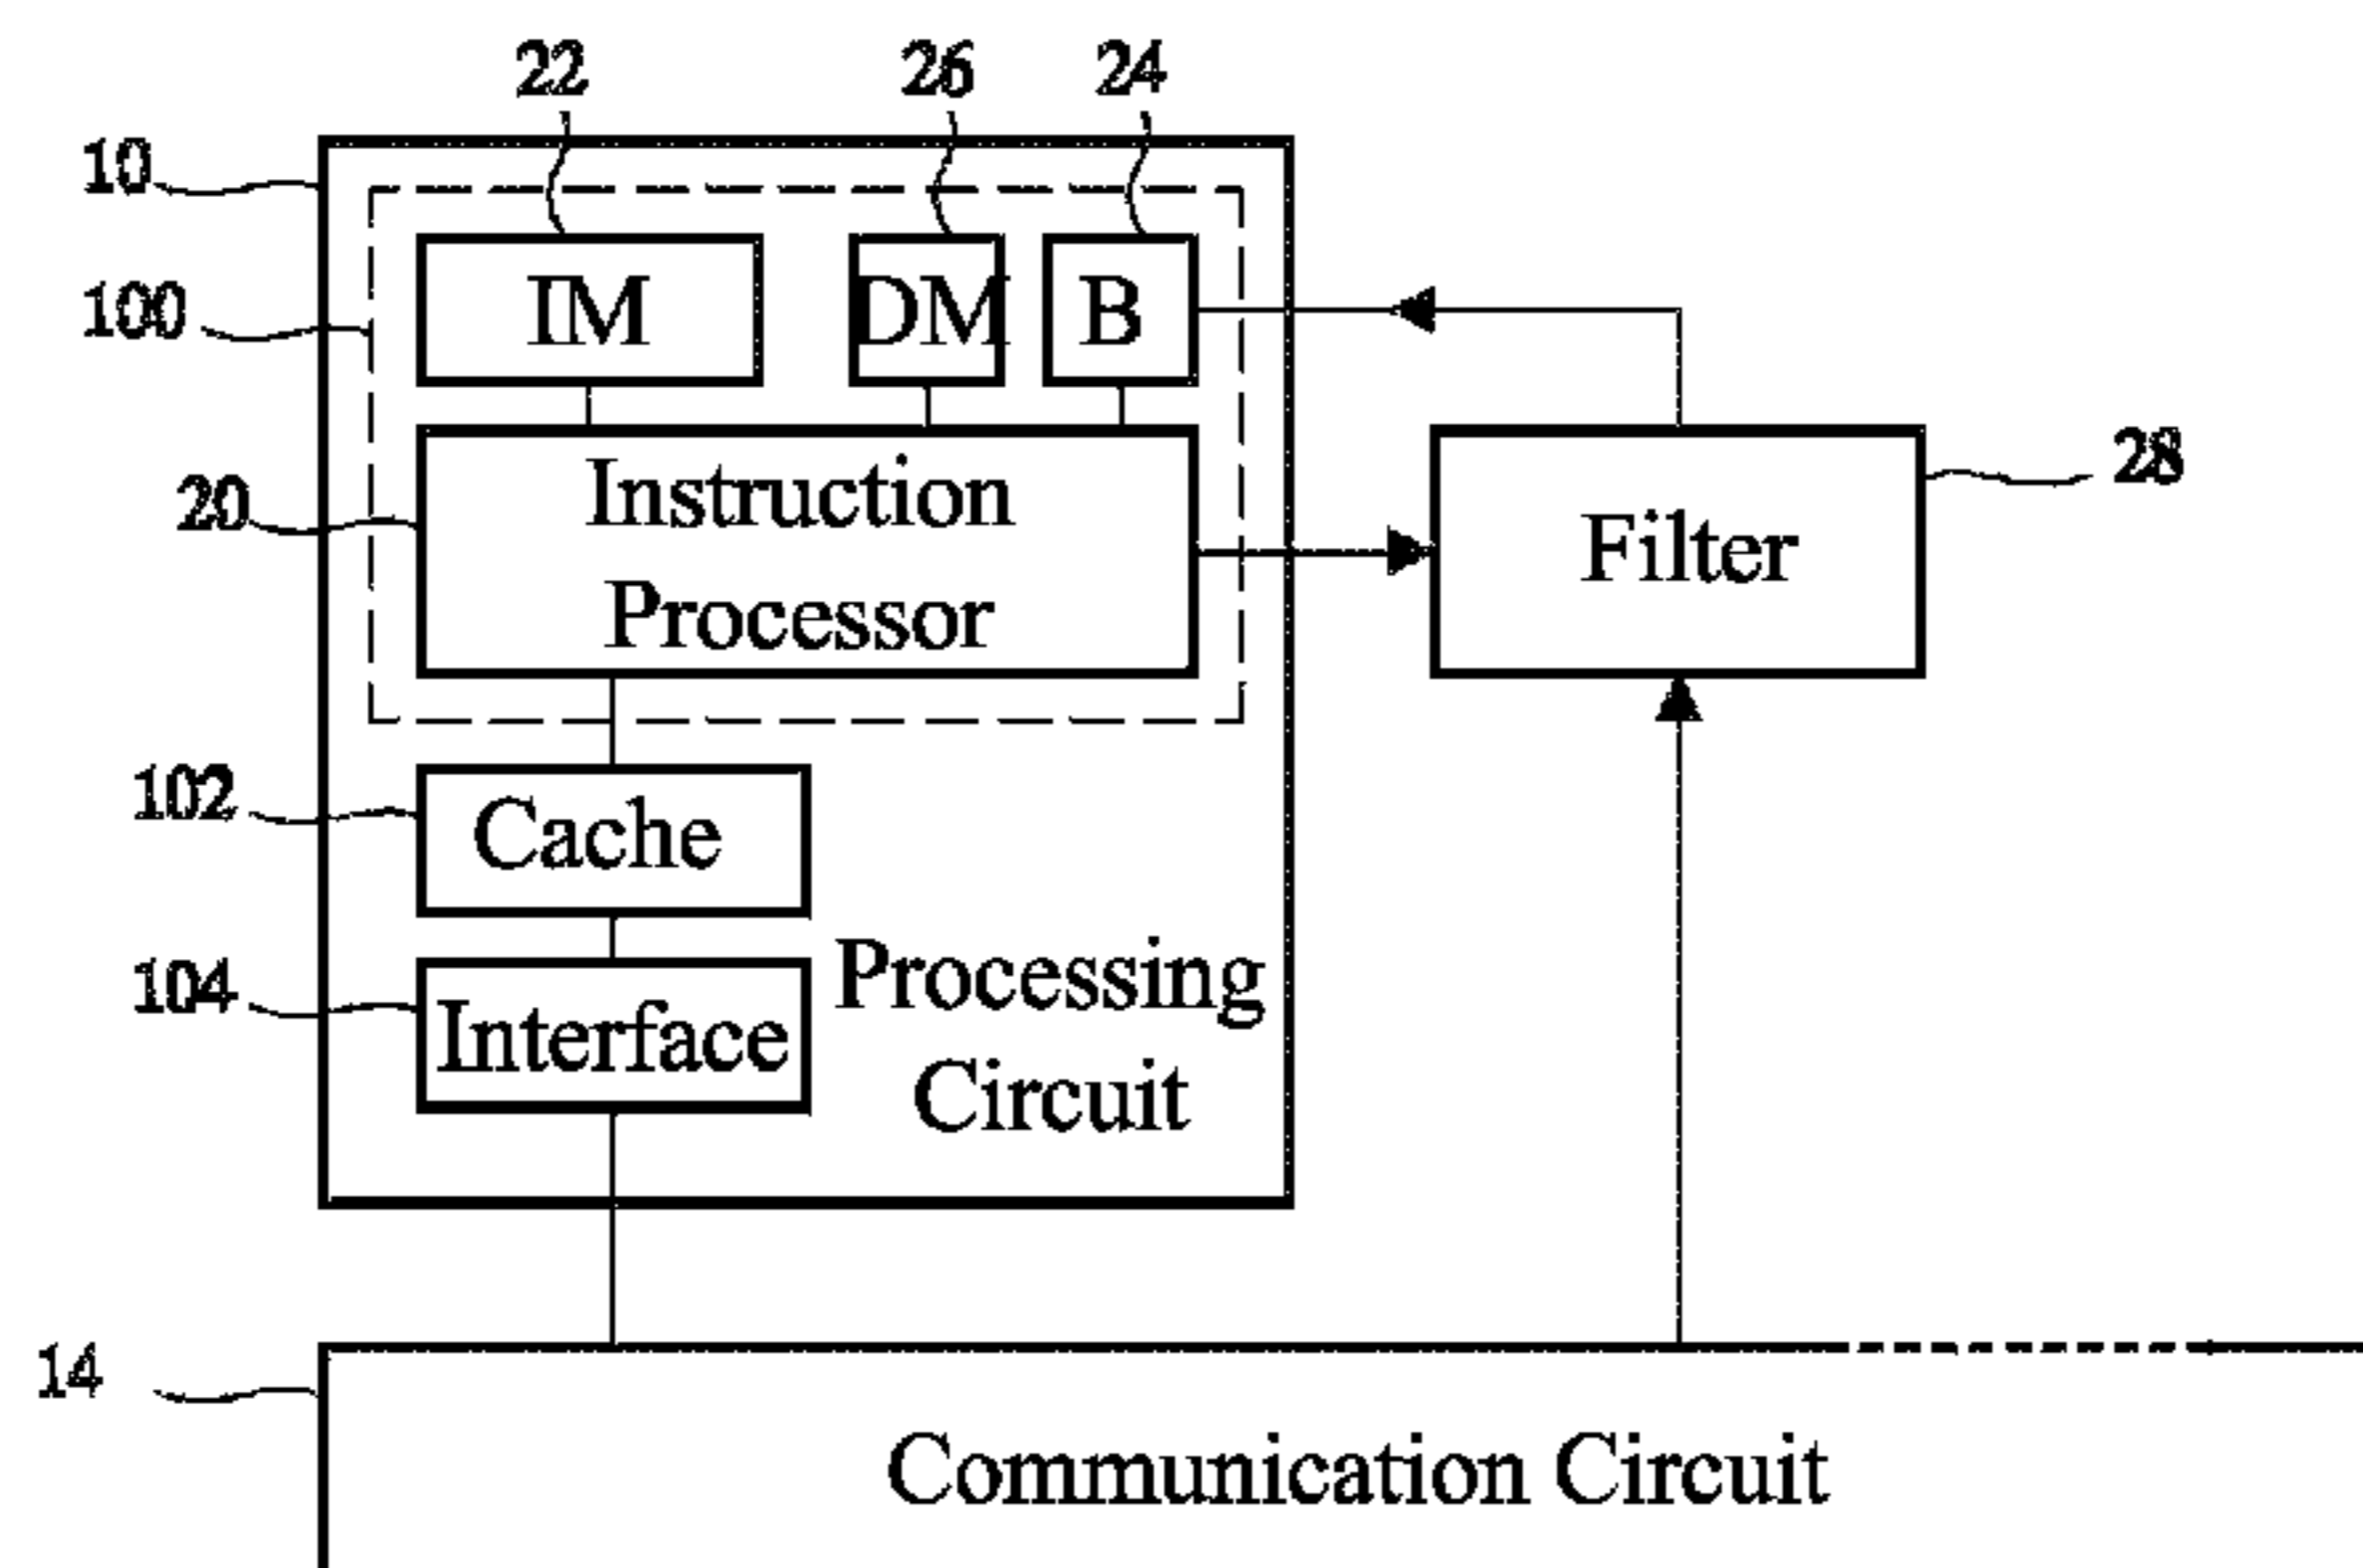 22 26 24
10
100
IM DM B
28
20
Instruction
Processor
Filter
102
Cache
104
Interface
Processing
Circuit
14
Communication Circuit